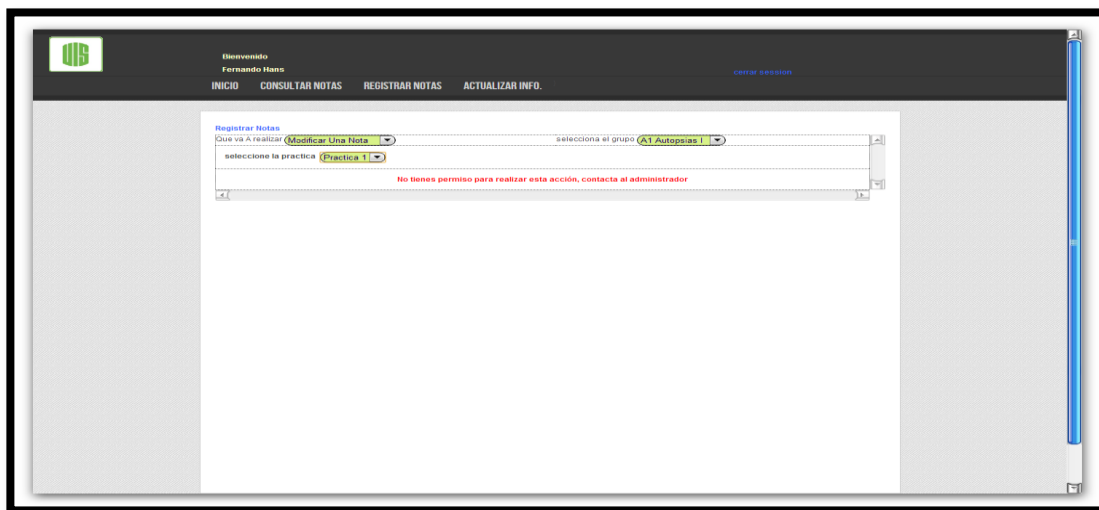 UIS
Bienvenido
Fernando Hans
cerrar session
INICIO CONSULTAR NOTAS REGISTRAR NOTAS ACTUALIZAR INFO.
Registrar Notas
Que va A realizar Modificar Una Nota selecciona el grupo A1 Autopsias I
seleccione la practica Practica 1
No tienes permiso para realizar esta acción, contacta al administrador